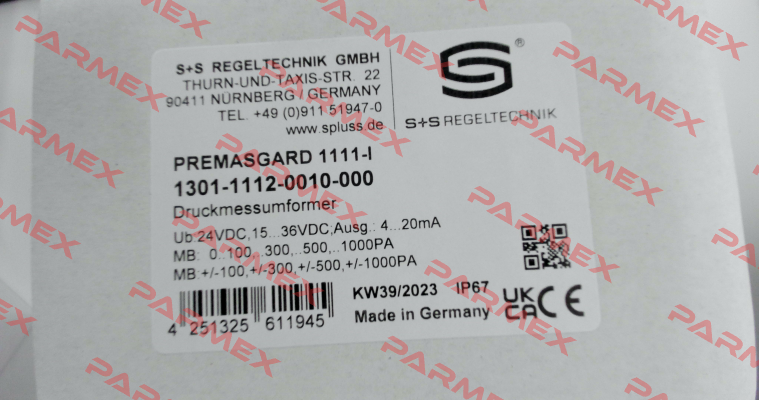 S+S REGELTECHNIK GMBH
THURN-UND-TAXIS-STR. 22
90411 NÜRNBERG / GERMANY
TEL. +49 (0)911 51947-0
www.spluss.de
S ®
S+S REGELTECHNIK
PREMASGARD 1111-I
1301-1112-0010-000
Druckmessumformer
Ub:24VDC,15...36VDC;Ausg.: 4...20mA
MB: 0..100,..300,..500,..1000PA
MB +/-100,+/-300,+/-500,+/-1000PA
KW39/2023 IP67
UK CA CE
Made in Germany
4 251325 611945
PARMEX
PARMEX
PARMEX
PARMEX
PARMEX
PARMEX
PARMEX
PARMEX
PARMEX